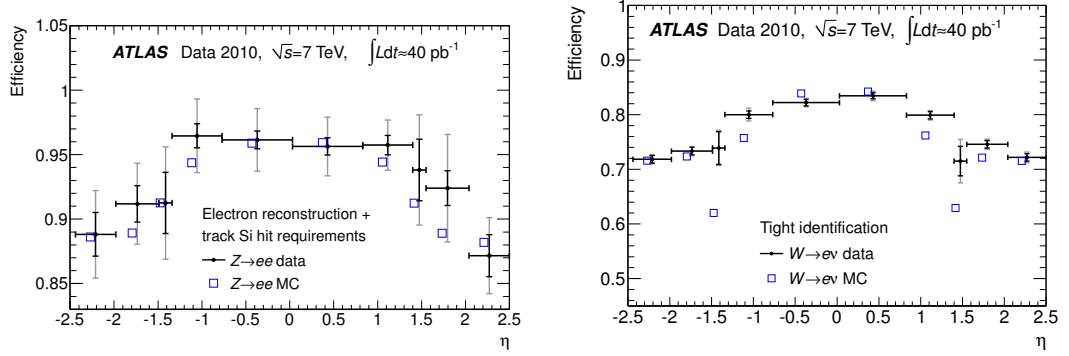 Efficiency
1.05
1
0.95
0.9
0.85
ATLAS Data 2010, √s=7 TeV, ∫Ldt≈40 pb⁻¹
Electron reconstruction +
track Si hit requirements
Z→ee data
Z→ee MC
-2.5 -2 -1.5 -1 -0.5 0 0.5 1 1.5 2 2.5
η
Efficiency
1
0.9
0.8
0.7
0.6
0.5
ATLAS Data 2010, √s=7 TeV, ∫Ldt≈40 pb⁻¹
Tight identification
W→eν data
W→eν MC
-2.5 -2 -1.5 -1 -0.5 0 0.5 1 1.5 2 2.5
η